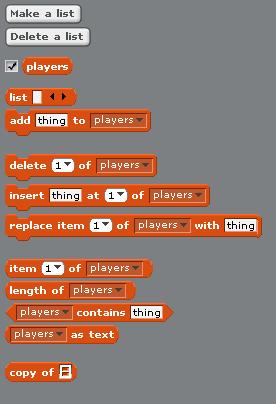 Make a list
Delete a list
players
list
add thing to players
delete 1 of players
insert thing at 1 of players
replace item 1 of players with thing
item 1 of players
length of players
players contains thing
players as text
copy of